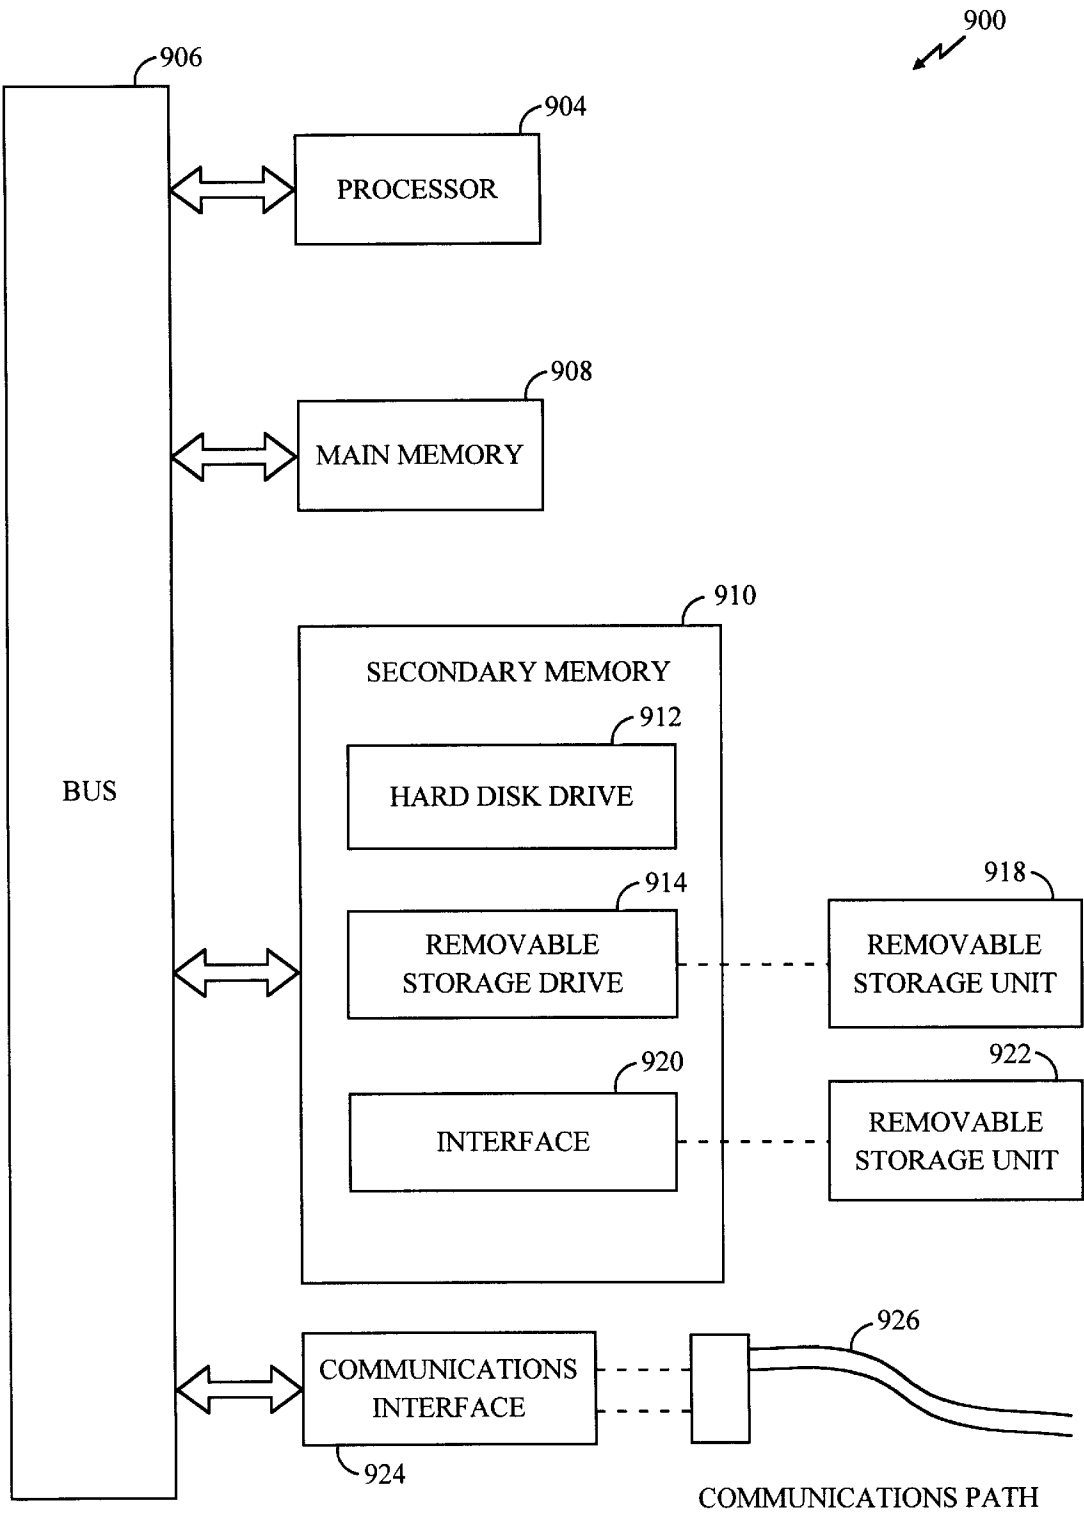 900
906
904
PROCESSOR
908
MAIN MEMORY
910
SECONDARY MEMORY
912
HARD DISK DRIVE
BUS
914
REMOVABLE
STORAGE DRIVE
918
REMOVABLE
STORAGE UNIT
920
INTERFACE
922
REMOVABLE
STORAGE UNIT
926
COMMUNICATIONS
INTERFACE
924
COMMUNICATIONS PATH